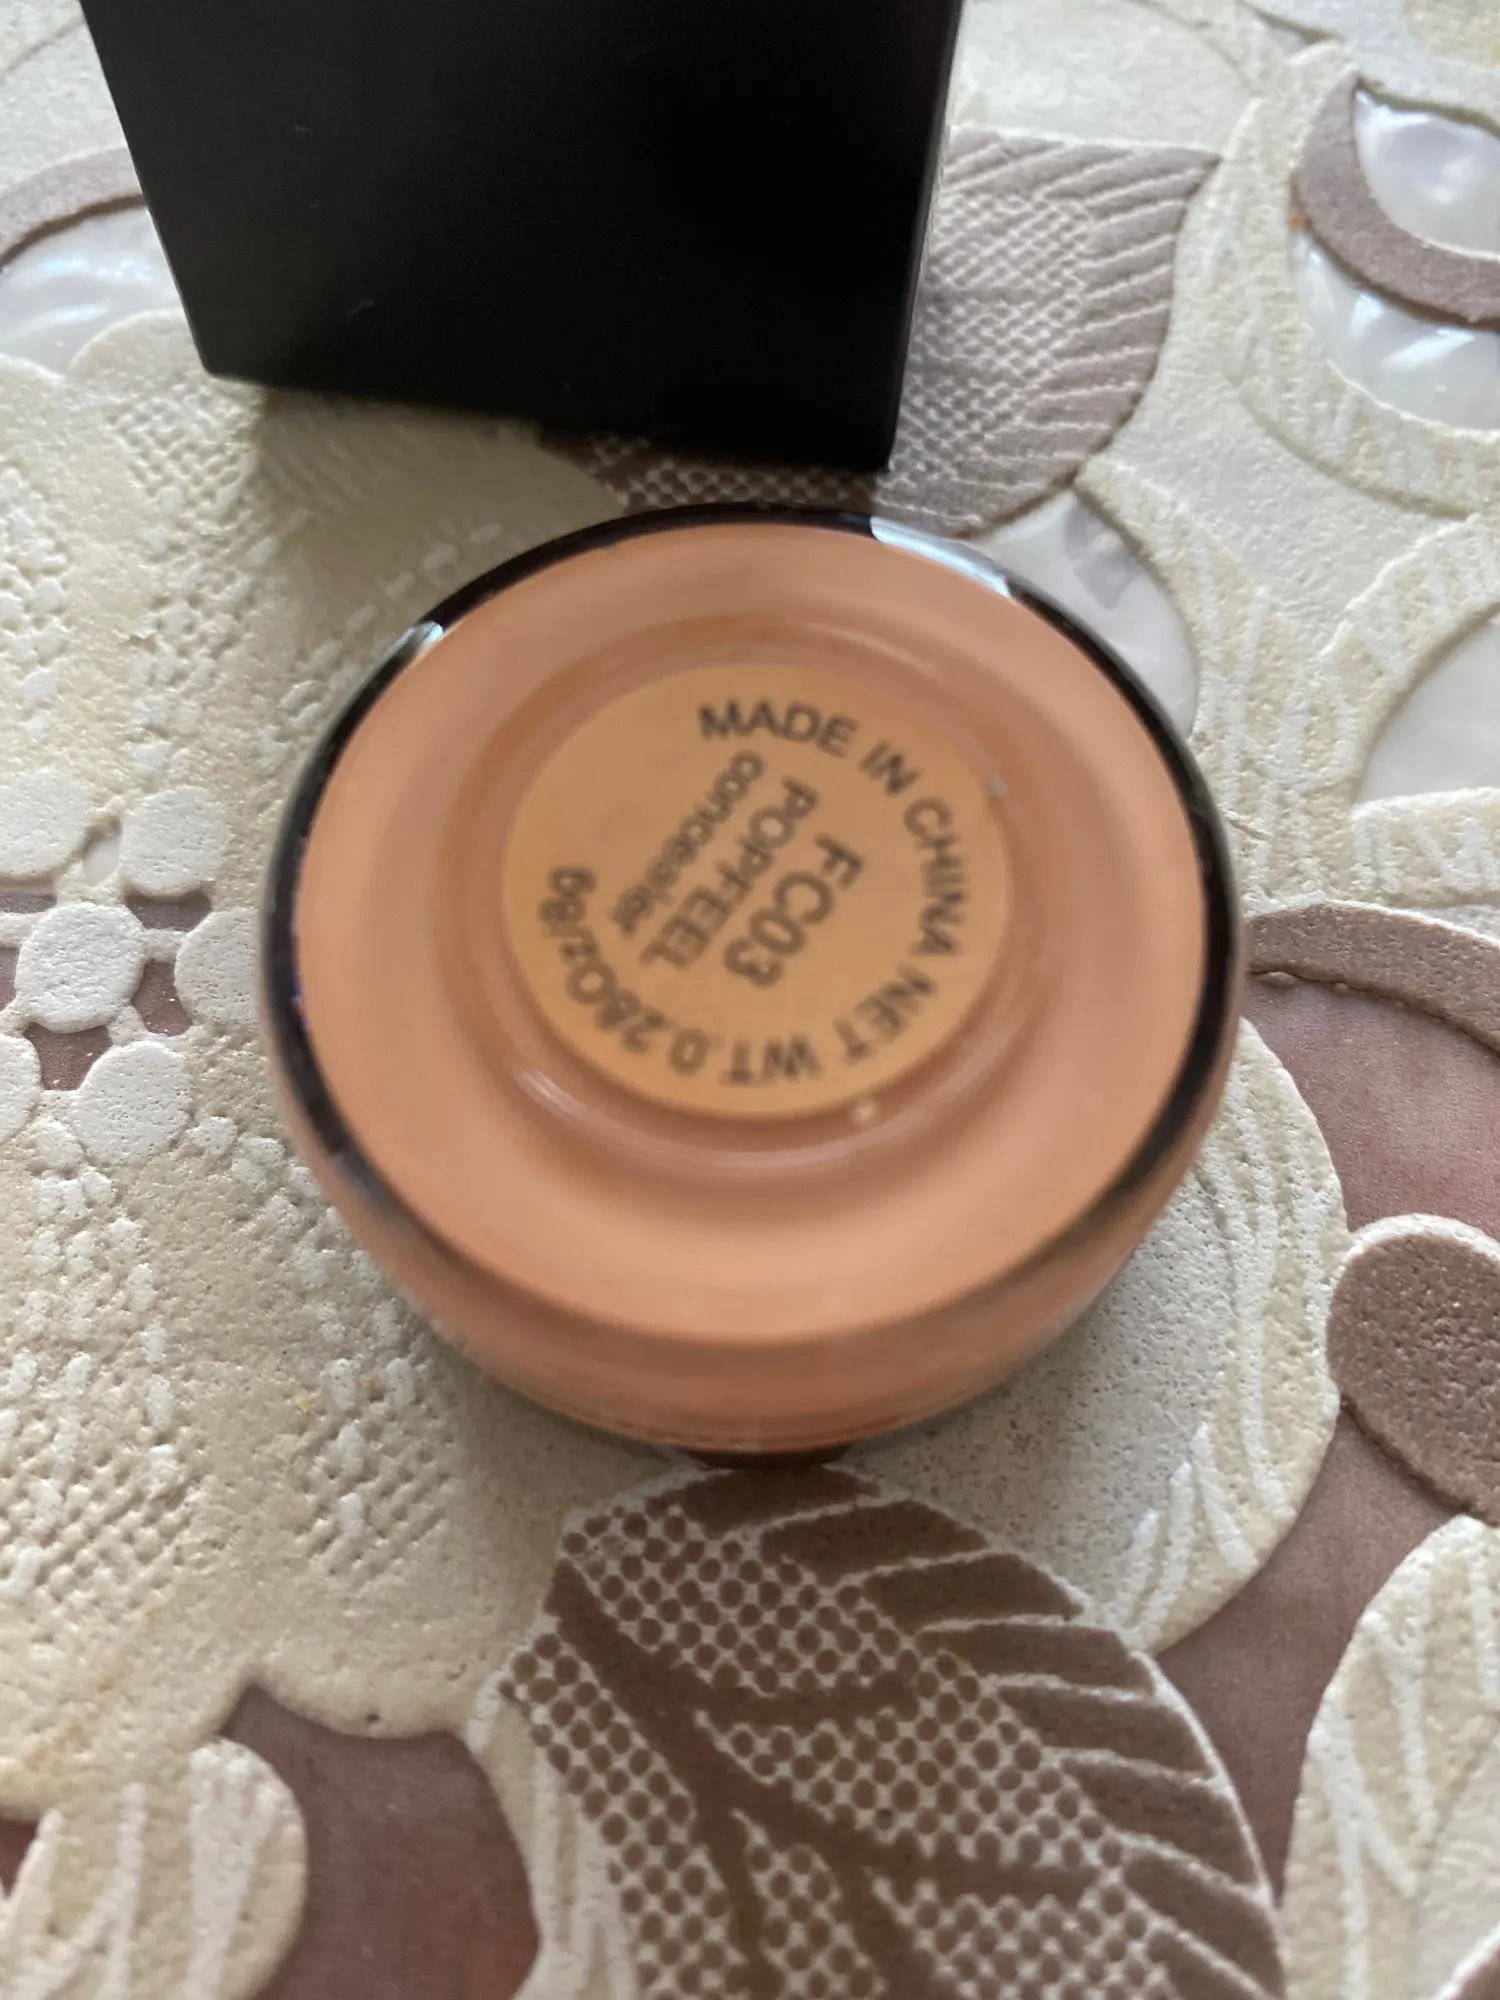 MADE IN CHINA NET WT.0.28Oz/8g
FC03
POPFEEL
concealer